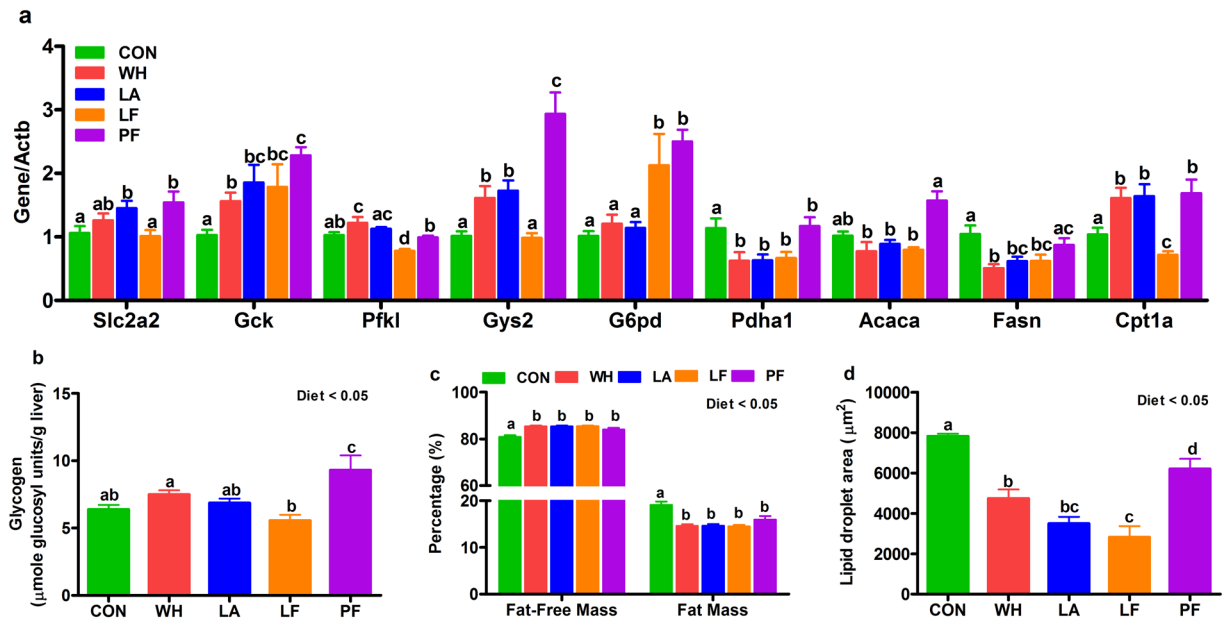 a
Gene/Actb
4
3
2
1
0
CON
WH
LA
LF
PF
a ab b a b
a b bc bc c
ab c ac d b
a b b a c
a a a b b
a b b b a
ab b b b a
a b bc bc ac
a b b c b
Slc2a2 Gck Pfkl Gys2 G6pd Pdha1 Acaca Fasn Cpt1a
b
Glycogen
(μmole glucosyl units/g liver)
15
10
5
0
Diet < 0.05
ab a ab b c
CON WH LA LF PF
c
CON WH LA LF PF
Percentage (%)
100
80
60
20
10
0
Diet < 0.05
a b b b b
a b b b b
Fat-Free Mass Fat Mass
d
Lipid droplet area ( μm²)
10000
8000
6000
4000
2000
0
Diet < 0.05
a b bc c d
CON WH LA LF PF